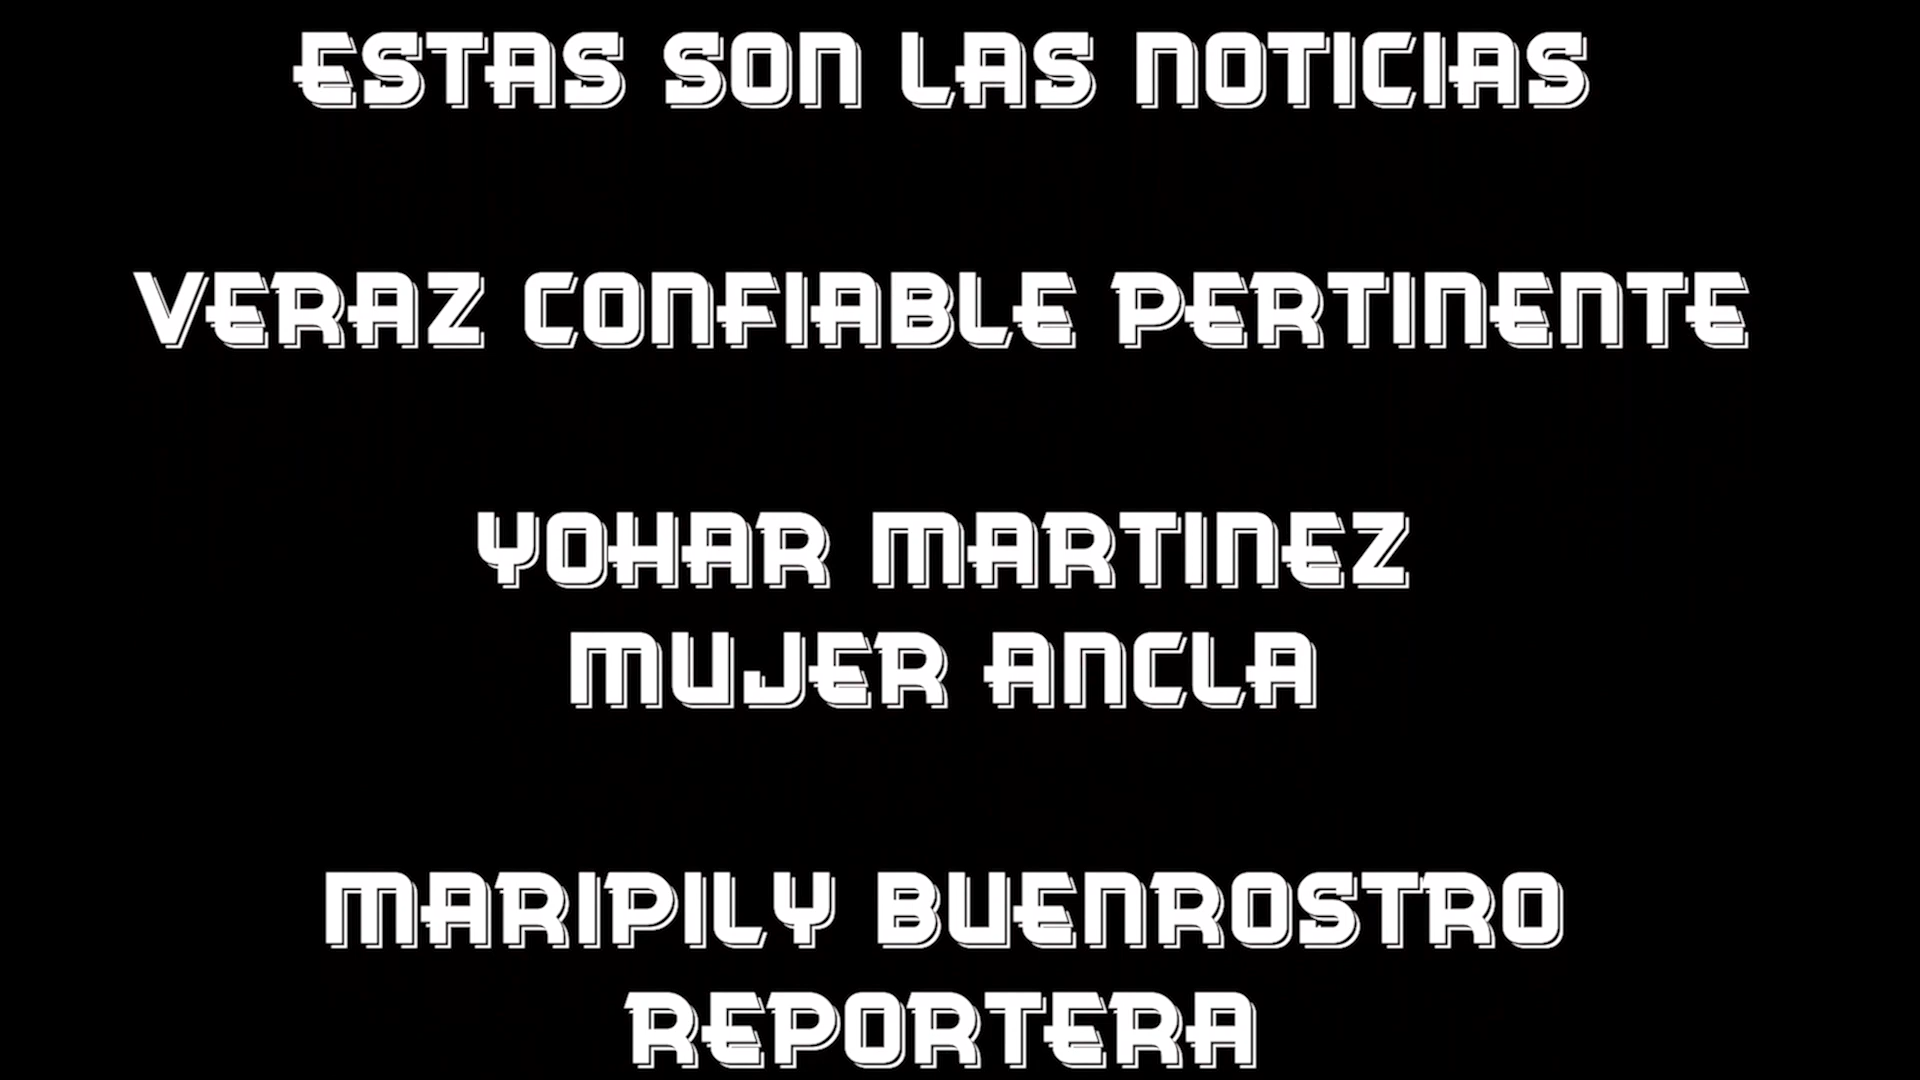 ESTAS SON LAS NOTICIAS
VERAZ CONFIABLE PERTINENTE
YOHAR MARTINEZ
MUJER ANCLA
MARIPILY BUENROSTRO
REPORTERA